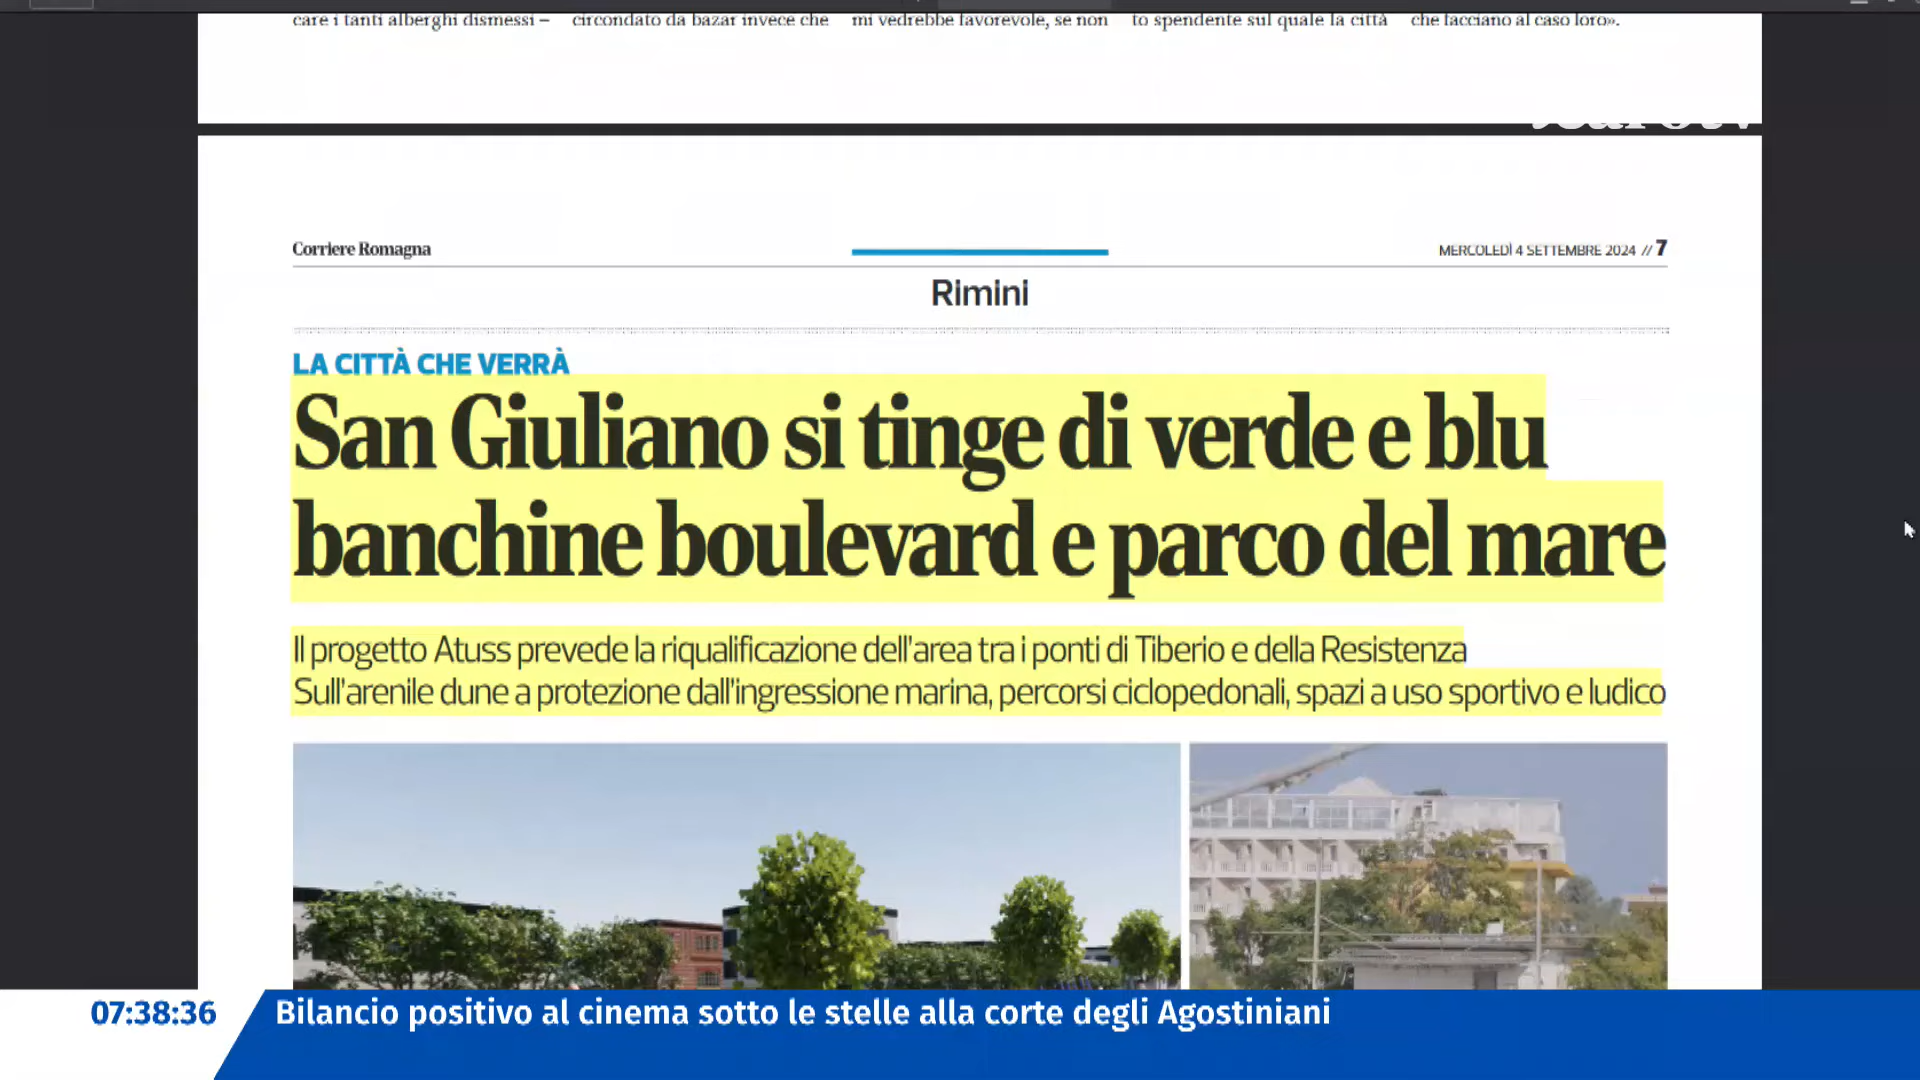 care i tanti alberghi dismessi –
circondato da bazar invece che
mi vedrebbe favorevole, se non
to spendente sul quale la città
che facciano al caso loro».
Corriere Romagna
MERCOLEDÌ 4 SETTEMBRE 2024 // 7
Rimini
LA CITTÀ CHE VERRÀ
San Giuliano si tinge di verde e blu
banchine boulevard e parco del mare
Il progetto Atuss prevede la riqualificazione dell'area tra i ponti di Tiberio e della Resistenza
Sull'arenile dune a protezione dall'ingressione marina, percorsi ciclopedonali, spazi a uso sportivo e ludico
07:38:36
Bilancio positivo al cinema sotto le stelle alla corte degli Agostiniani